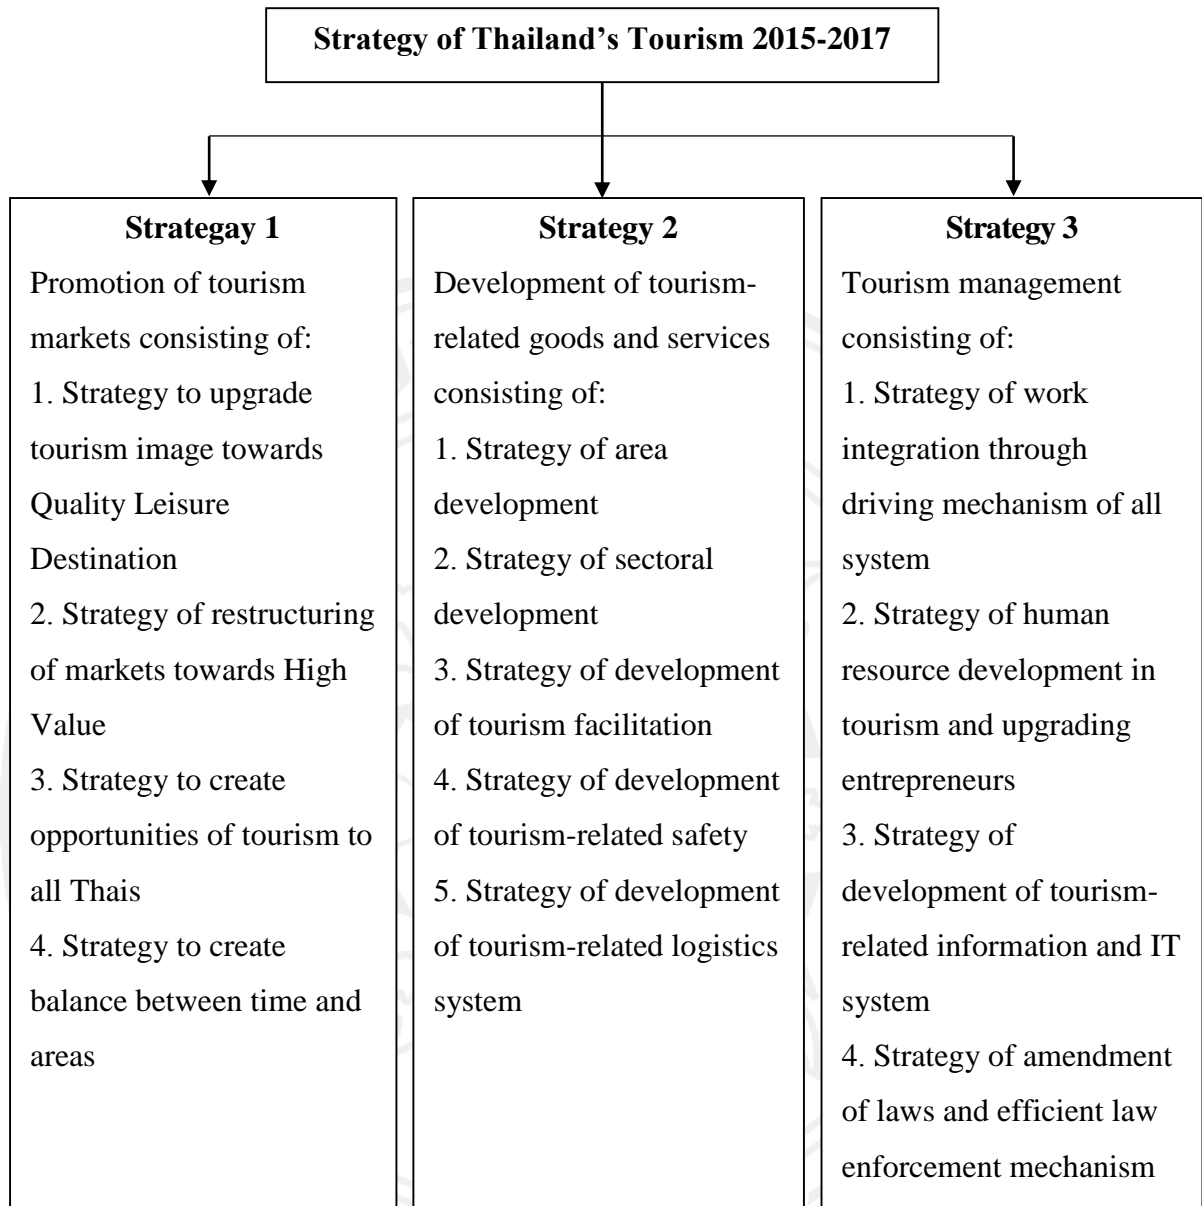 Strategy of Thailand's Tourism 2015-2017
Strategay 1
Promotion of tourism
markets consisting of:
1. Strategy to upgrade
tourism image towards
Quality Leisure
Destination
2. Strategy of restructuring
of markets towards High
Value
3. Strategy to create
opportunities of tourism to
all Thais
4. Strategy to create
balance between time and
areas
Strategy 2
Development of tourism-
related goods and services
consisting of:
1. Strategy of area
development
2. Strategy of sectoral
development
3. Strategy of development
of tourism facilitation
4. Strategy of development
of tourism-related safety
5. Strategy of development
of tourism-related logistics
system
Strategy 3
Tourism management
consisting of:
1. Strategy of work
integration through
driving mechanism of all
system
2. Strategy of human
resource development in
tourism and upgrading
entrepreneurs
3. Strategy of
development of tourism-
related information and IT
system
4. Strategy of amendment
of laws and efficient law
enforcement mechanism